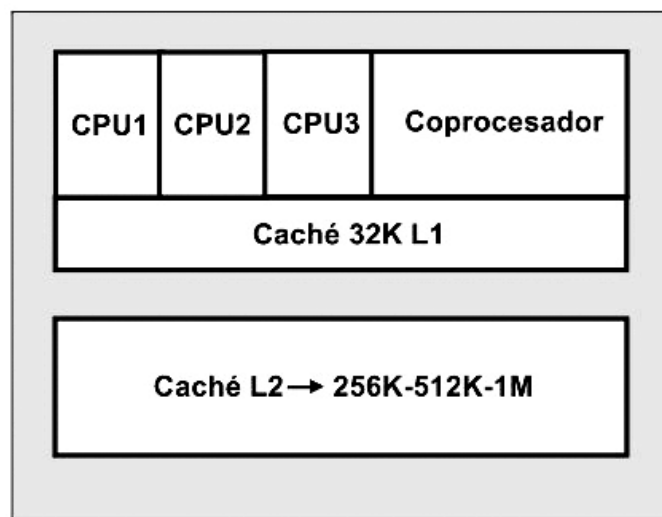 CPU1 CPU2 CPU3 Coprocesador
Caché 32K L1
Caché L2→ 256K-512K-1M